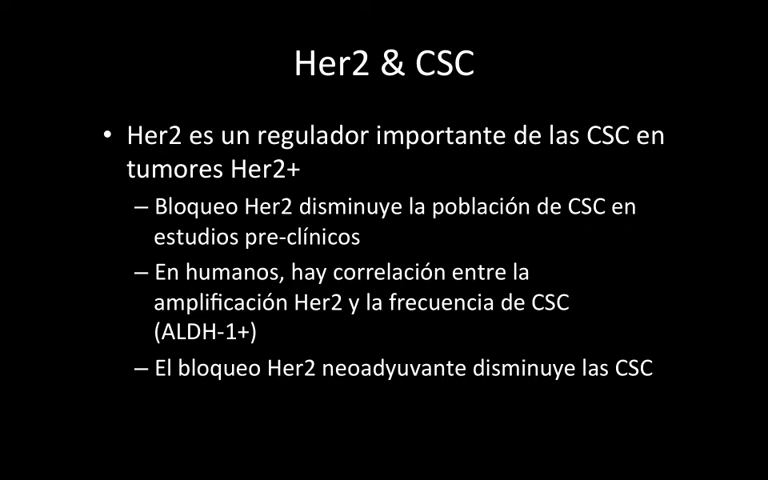 Her2 & CSC
• Her2 es un regulador importante de las CSC en
tumores Her2+
– Bloqueo Her2 disminuye la población de CSC en
estudios pre-clínicos
– En humanos, hay correlación entre la
amplificación Her2 y la frecuencia de CSC
(ALDH-1+)
– El bloqueo Her2 neoadyuvante disminuye las CSC